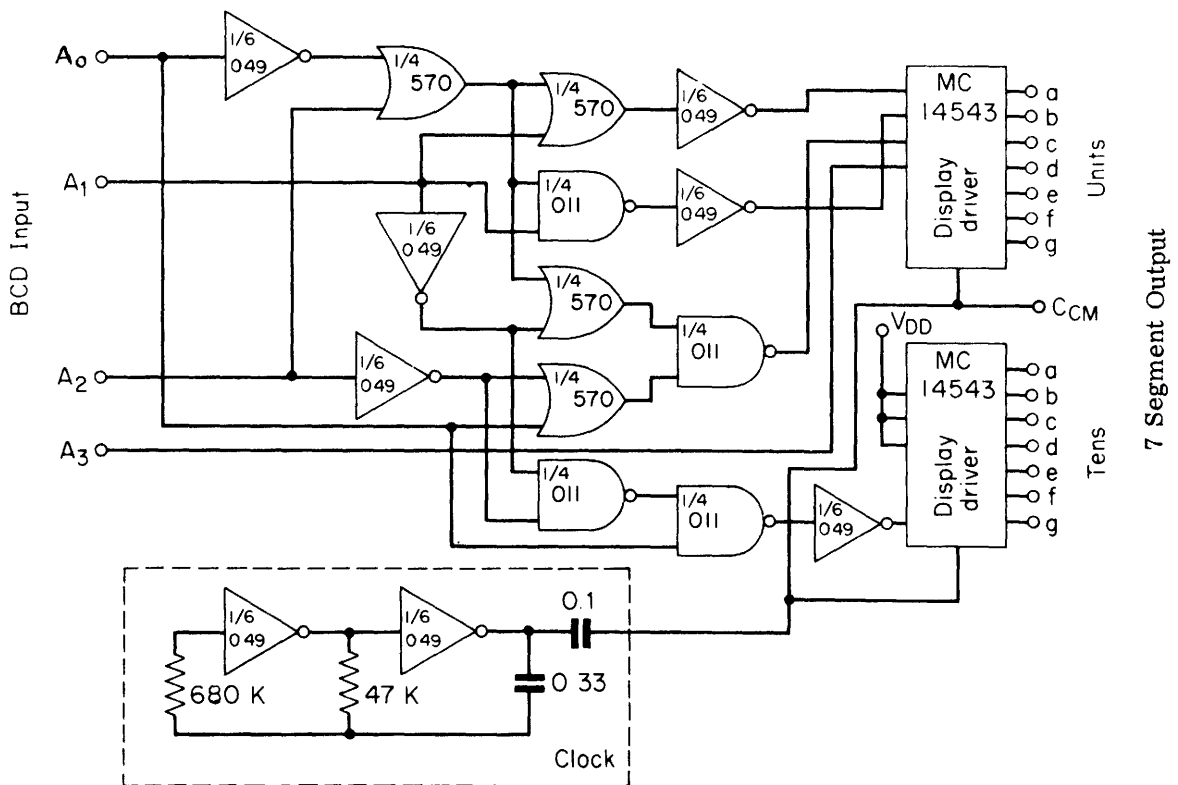 BCD Input
A0
A1
A2
A3
1/6
049
1/4
570
1/4
570
1/6
049
1/4
011
1/6
049
1/6
049
1/4
570
1/4
011
1/6
049
1/4
570
1/4
011
1/4
011
1/6
049
MC
14543
Display
driver
a
b
c
d
e
f
g
Units
CCM
VDD
MC
14543
Display
driver
a
b
c
d
e
f
g
Tens
7 Segment Output
1/6
049
1/6
049
680 K
47 K
0.1
0 33
Clock